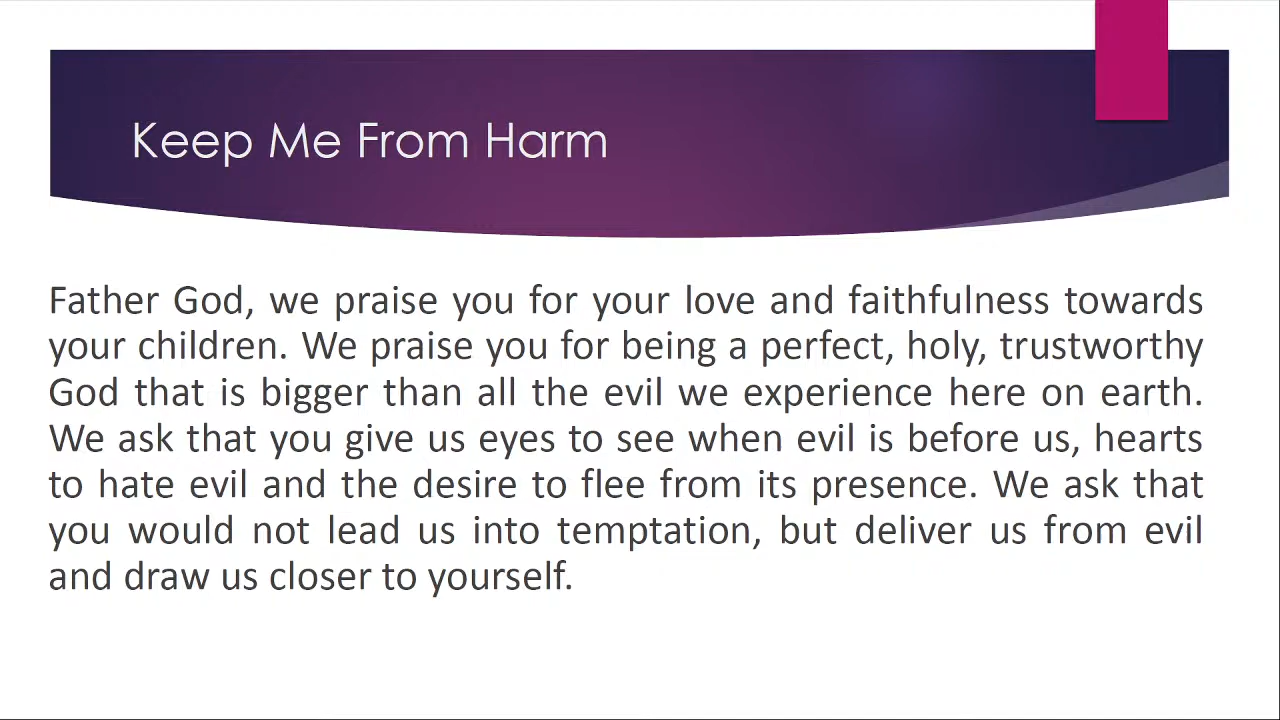 Keep Me From Harm
Father God, we praise you for your love and faithfulness towards
your children. We praise you for being a perfect, holy, trustworthy
God that is bigger than all the evil we experience here on earth.
We ask that you give us eyes to see when evil is before us, hearts
to hate evil and the desire to flee from its presence. We ask that
you would not lead us into temptation, but deliver us from evil
and draw us closer to yourself.